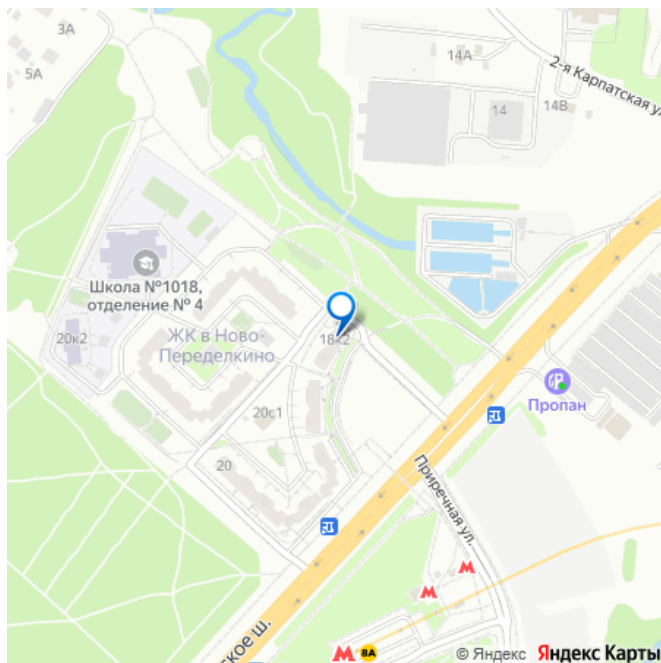 3А
5А
14А
2-я Карпатская ул.
14
14В
Школа №1018,
отделение № 4
20к2
ЖК в Ново-
Переделкино
18к2
20с1
Пропан
20
Приречная ул.
ское ш.
М
М
М 8А
© Яндекс Яндекс Карты